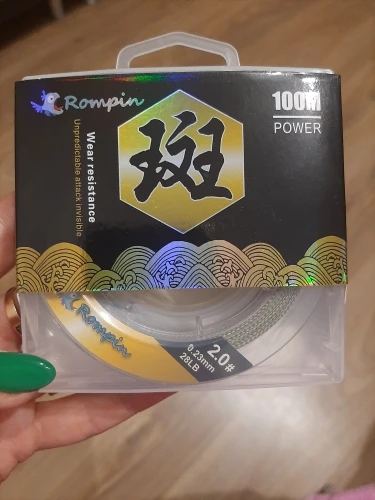 Rompin
100M
POWER
斑
Wear resistance
Unpredictable attack invisible
Rompin
2.0#
0.23mm
28LB